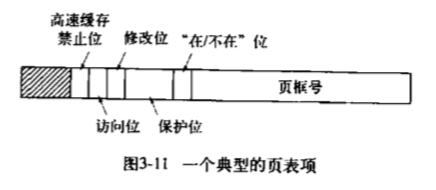 高速缓存
禁止位
修改位
“在/不在”位
页框号
访问位
保护位
图3-11 一个典型的页表项